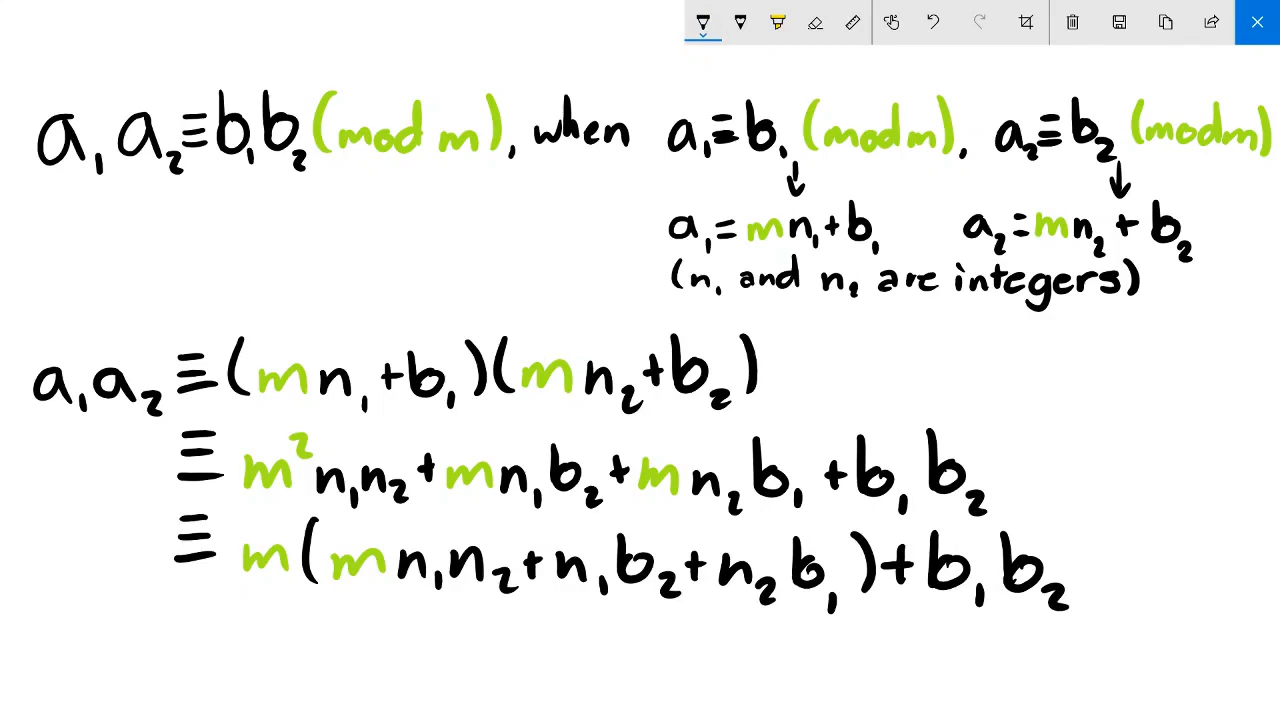 a₁a₂≡b₁b₂(mod m), when a₁≡b₁(mod m), a₂≡b₂(mod m)
↓ ↓
a₁=mn₁+b₁ a₂=mn₂+b₂
(n₁ and n₂ are integers)
a₁a₂≡(mn₁+b₁)(mn₂+b₂)
≡m²n₁n₂+mn₁b₂+mn₂b₁+b₁b₂
≡m(mn₁n₂+n₁b₂+n₂b₁)+b₁b₂